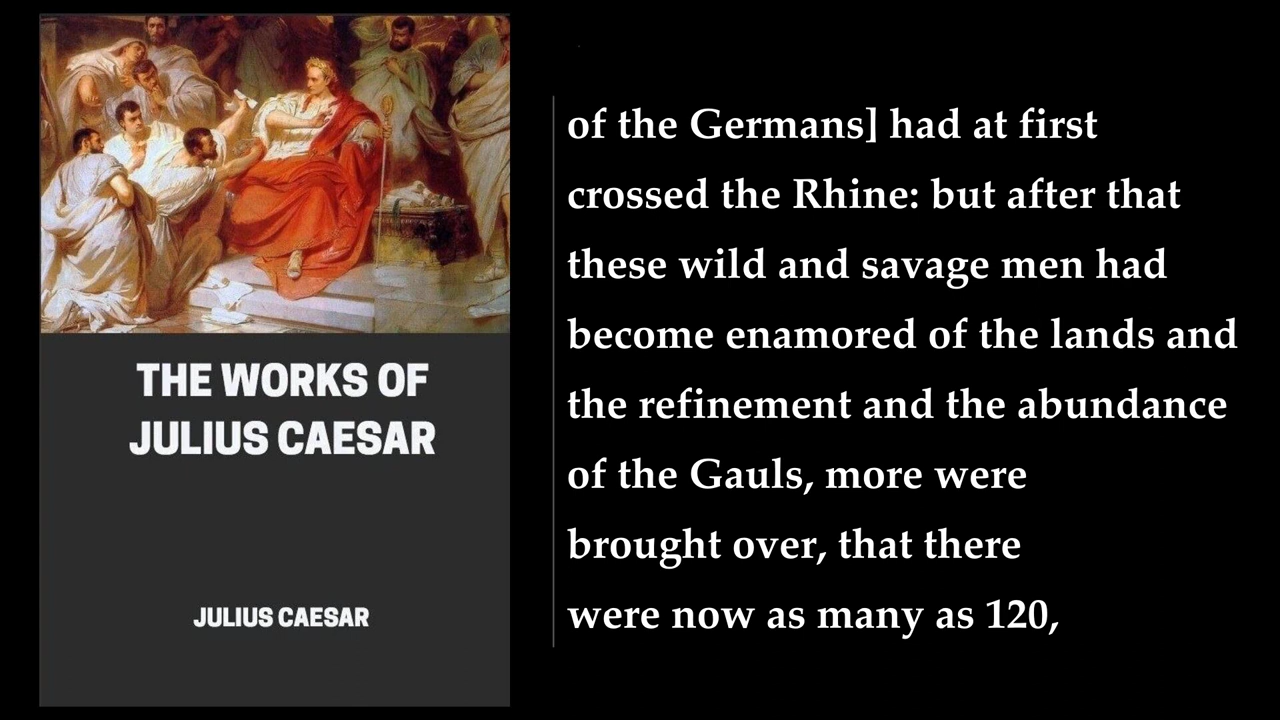 THE WORKS OF
JULIUS CAESAR
JULIUS CAESAR
of the Germans] had at first
crossed the Rhine: but after that
these wild and savage men had
become enamored of the lands and
the refinement and the abundance
of the Gauls, more were
brought over, that there
were now as many as 120,